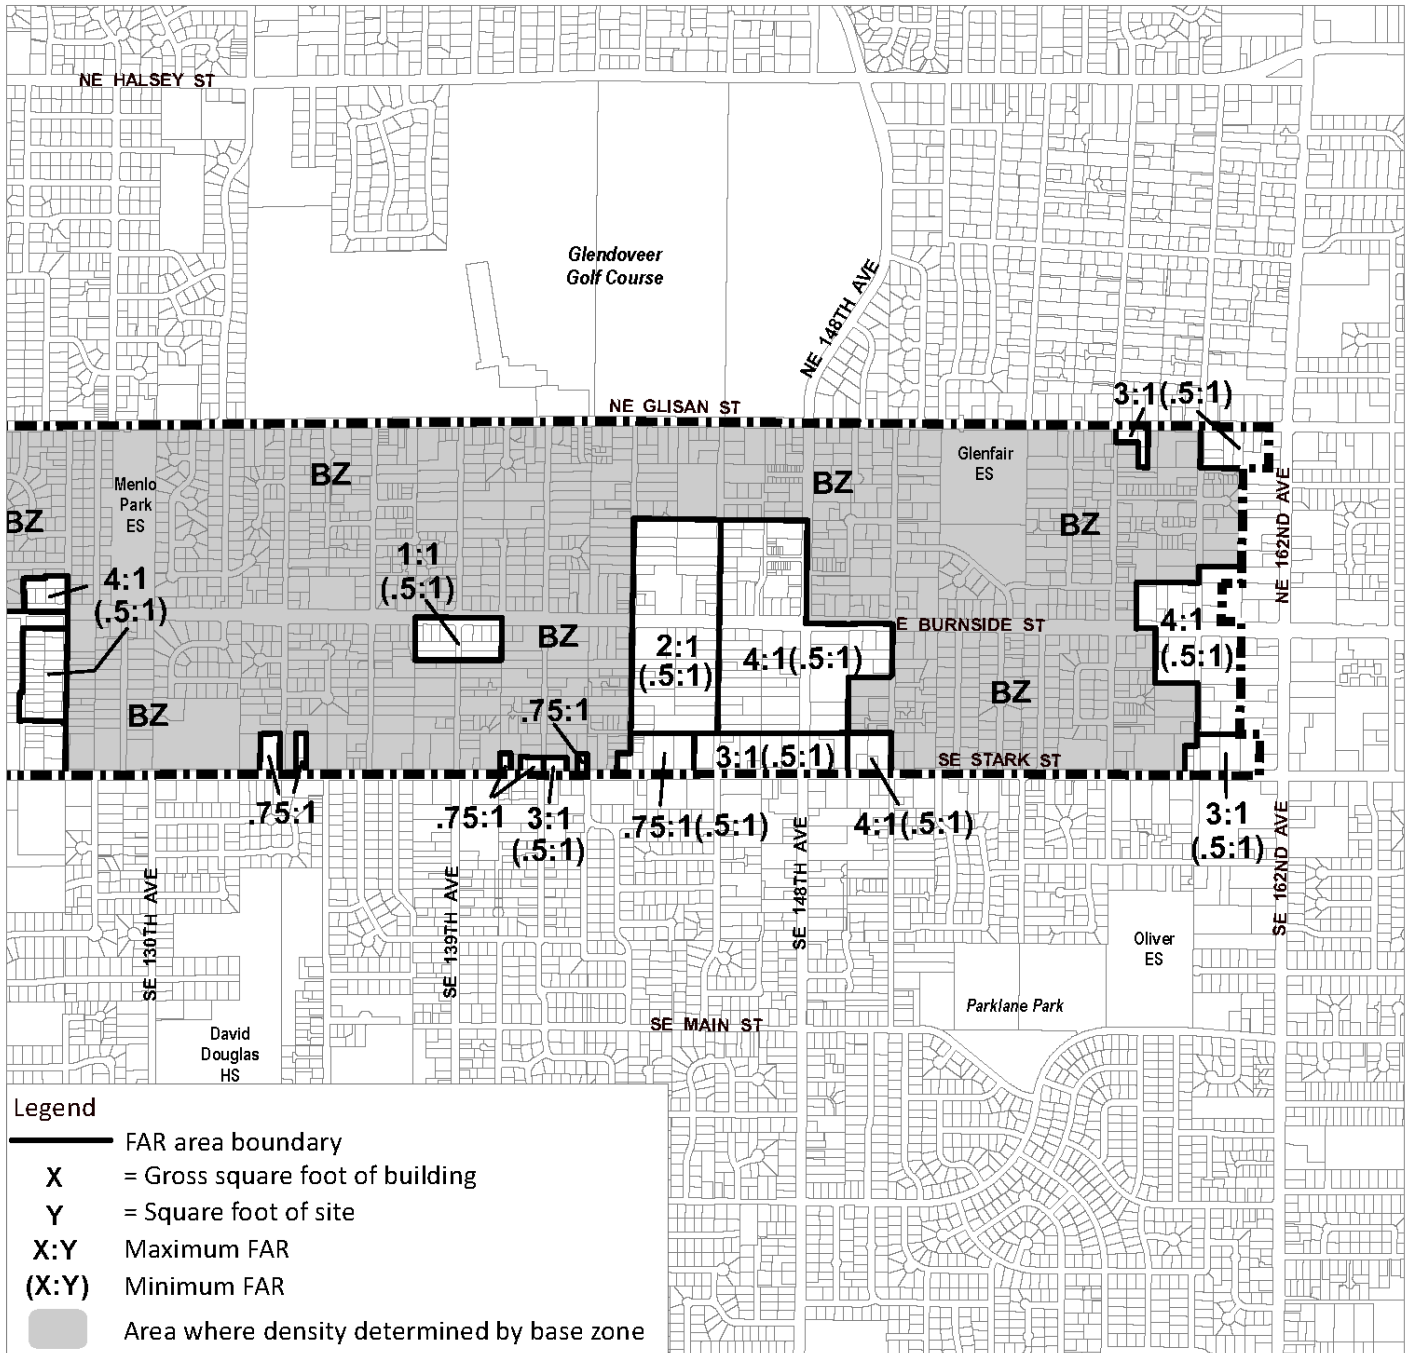 NE HALSEY ST
Glendoveer
Golf Course
NE 148TH AVE
NE GLISAN ST
3:1(.5:1)
BZ
Menlo
Park
ES
BZ
BZ
Glenfair
ES
BZ
NE 162ND AVE
4:1
(.5:1)
1:1
(.5:1)
BZ
2:1
(.5:1)
4:1(.5:1)
E BURNSIDE ST
4:1
(.5:1)
BZ
BZ
.75:1
3:1(.5:1)
SE STARK ST
.75:1
.75:1
3:1
(.5:1)
.75:1(.5:1)
4:1(.5:1)
3:1
(.5:1)
SE 130TH AVE
SE 139TH AVE
SE 148TH AVE
SE 162ND AVE
Oliver
ES
Parklane Park
SE MAIN ST
David
Douglas
HS
Legend
FAR area boundary
X = Gross square foot of building
Y = Square foot of site
X:Y Maximum FAR
(X:Y) Minimum FAR
Area where density determined by base zone